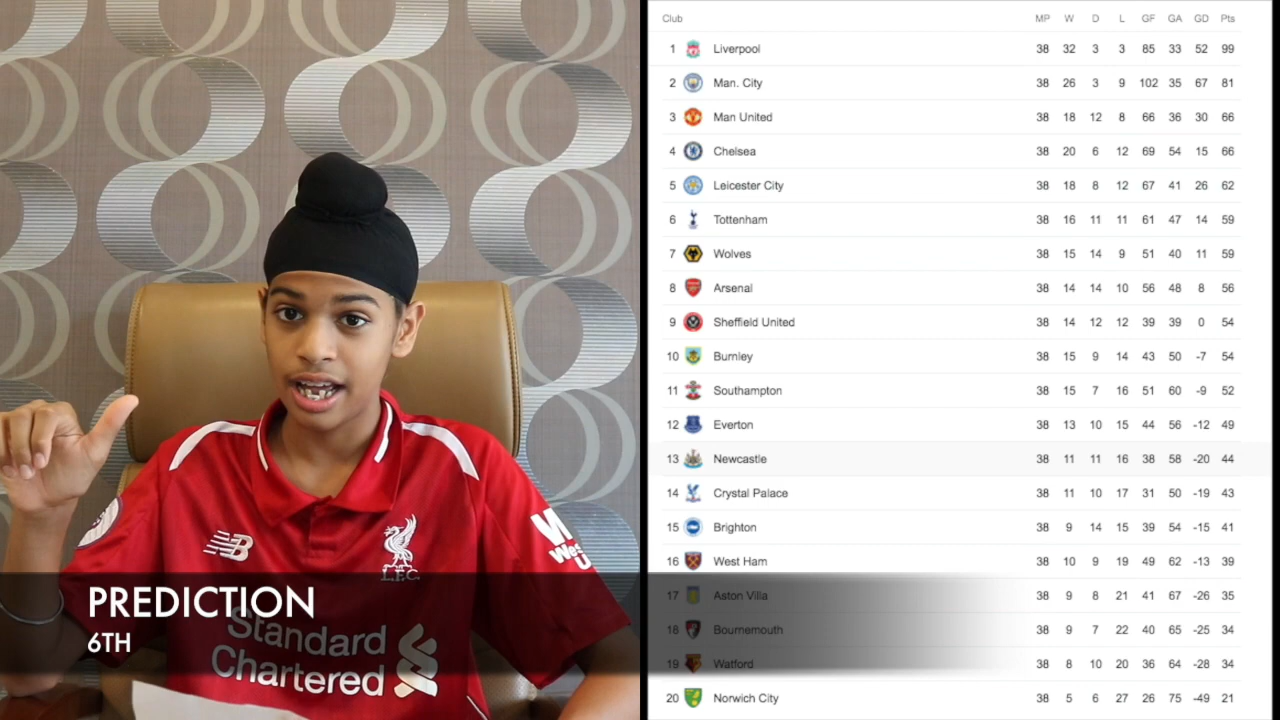 Club MP W D L GF GA GD Pts
1 Liverpool 38 32 3 3 85 33 52 99
2 Man. City 38 26 3 9 102 35 67 81
3 Man United 38 18 12 8 66 36 30 66
4 Chelsea 38 20 6 12 69 54 15 66
5 Leicester City 38 18 8 12 67 41 26 62
6 Tottenham 38 16 11 11 61 47 14 59
7 Wolves 38 15 14 9 51 40 11 59
8 Arsenal 38 14 14 10 56 48 8 56
9 Sheffield United 38 14 12 12 39 39 0 54
10 Burnley 38 15 9 14 43 50 -7 54
11 Southampton 38 15 7 16 51 60 -9 52
12 Everton 38 13 10 15 44 56 -12 49
13 Newcastle 38 11 11 16 38 58 -20 44
14 Crystal Palace 38 11 10 17 31 50 -19 43
15 Brighton 38 9 14 15 39 54 -15 41
16 West Ham 38 10 9 19 49 62 -13 39
17 Aston Villa 38 9 8 21 41 67 -26 35
18 Bournemouth 38 9 7 22 40 65 -25 34
19 Watford 38 8 10 20 36 64 -28 34
20 Norwich City 38 5 6 27 26 75 -49 21
NB
L.F.C.
Standard
Chartered
PREDICTION
6TH